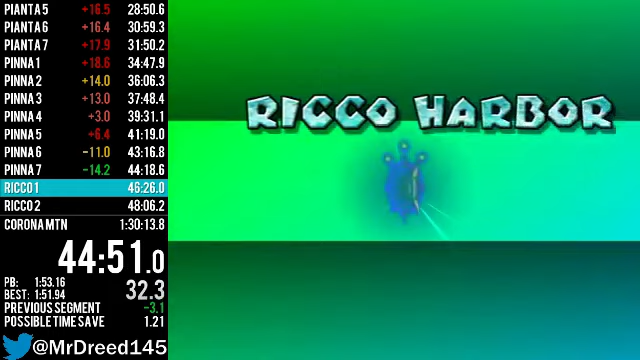 PIANTA 5 +16.5 28:50.6
PIANTA 6 +16.4 30:59.3
PIANTA 7 +17.9 31:50.2
PINNA 1 +18.6 34:47.9
PINNA 2 +14.0 36:06.3
PINNA 3 +13.0 37:48.4
PINNA 4 +3.0 39:31.1
PINNA 5 +6.4 41:19.0
PINNA 6 −11.0 43:16.8
PINNA 7 −14.2 44:18.6
RICCO 1 46:26.0
RICCO 2 48:06.2
CORONA MTN 1:30:13.8
44:51.0
PB: 1:53.16
BEST: 1:51.94
32.3
PREVIOUS SEGMENT −3.1
POSSIBLE TIME SAVE 1.21
@MrDreed145
RICCO HARBOR